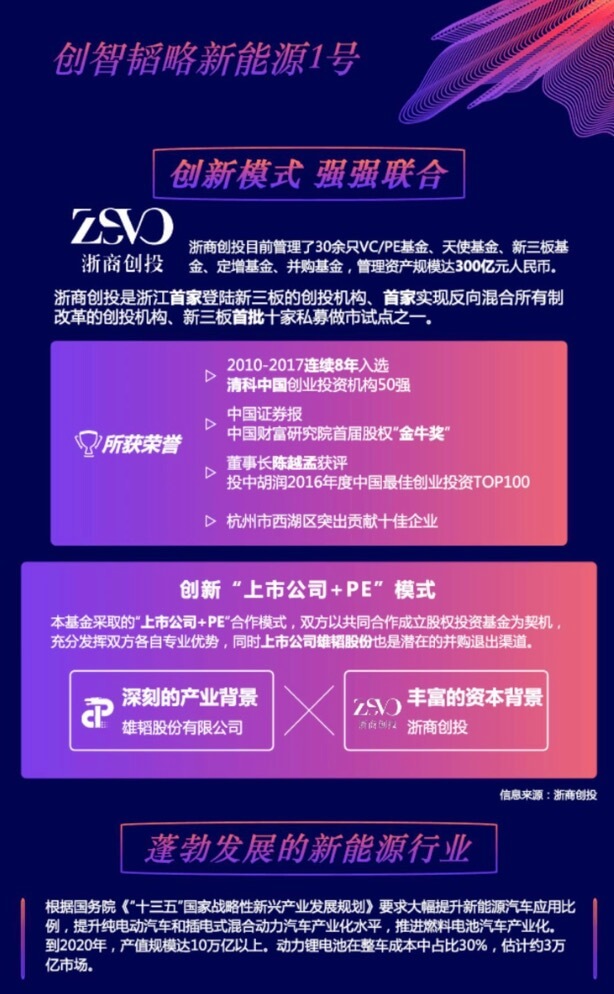 创智韬略新能源1号
创新模式 强强联合
ZSVC
浙商创投
浙商创投目前管理了30余只VC/PE基金、天使基金、新三板基
金、定增基金、并购基金，管理资产规模达300亿元人民币。
浙商创投是浙江首家登陆新三板的创投机构、首家实现反向混合所有制
改革的创投机构、新三板首批十家私募做市试点之一。
所获荣誉
2010-2017连续8年入选
清科中国创业投资机构50强
中国证券报
中国财富研究院首届股权“金牛奖”
董事长陈越孟获评
投中胡润2016年度中国最佳创业投资TOP100
杭州市西湖区突出贡献十佳企业
创新“上市公司+PE”模式
本基金采取的“上市公司+PE”合作模式，双方以共同合作成立股权投资基金为契机，
充分发挥双方各自专业优势，同时上市公司雄韬股份也是潜在的并购退出渠道。
深刻的产业背景
雄韬股份有限公司
ZSVC
浙商创投
丰富的资本背景
浙商创投
信息来源：浙商创投
蓬勃发展的新能源行业
根据国务院《“十三五”国家战略性新兴产业发展规划》要求大幅提升新能源汽车应用比
例，提升纯电动汽车和插电式混合动力汽车产业化水平，推进燃料电池汽车产业化。
到2020年，产值规模达10万亿以上。动力锂电池在整车成本中占比30%，估计约3万
亿市场。